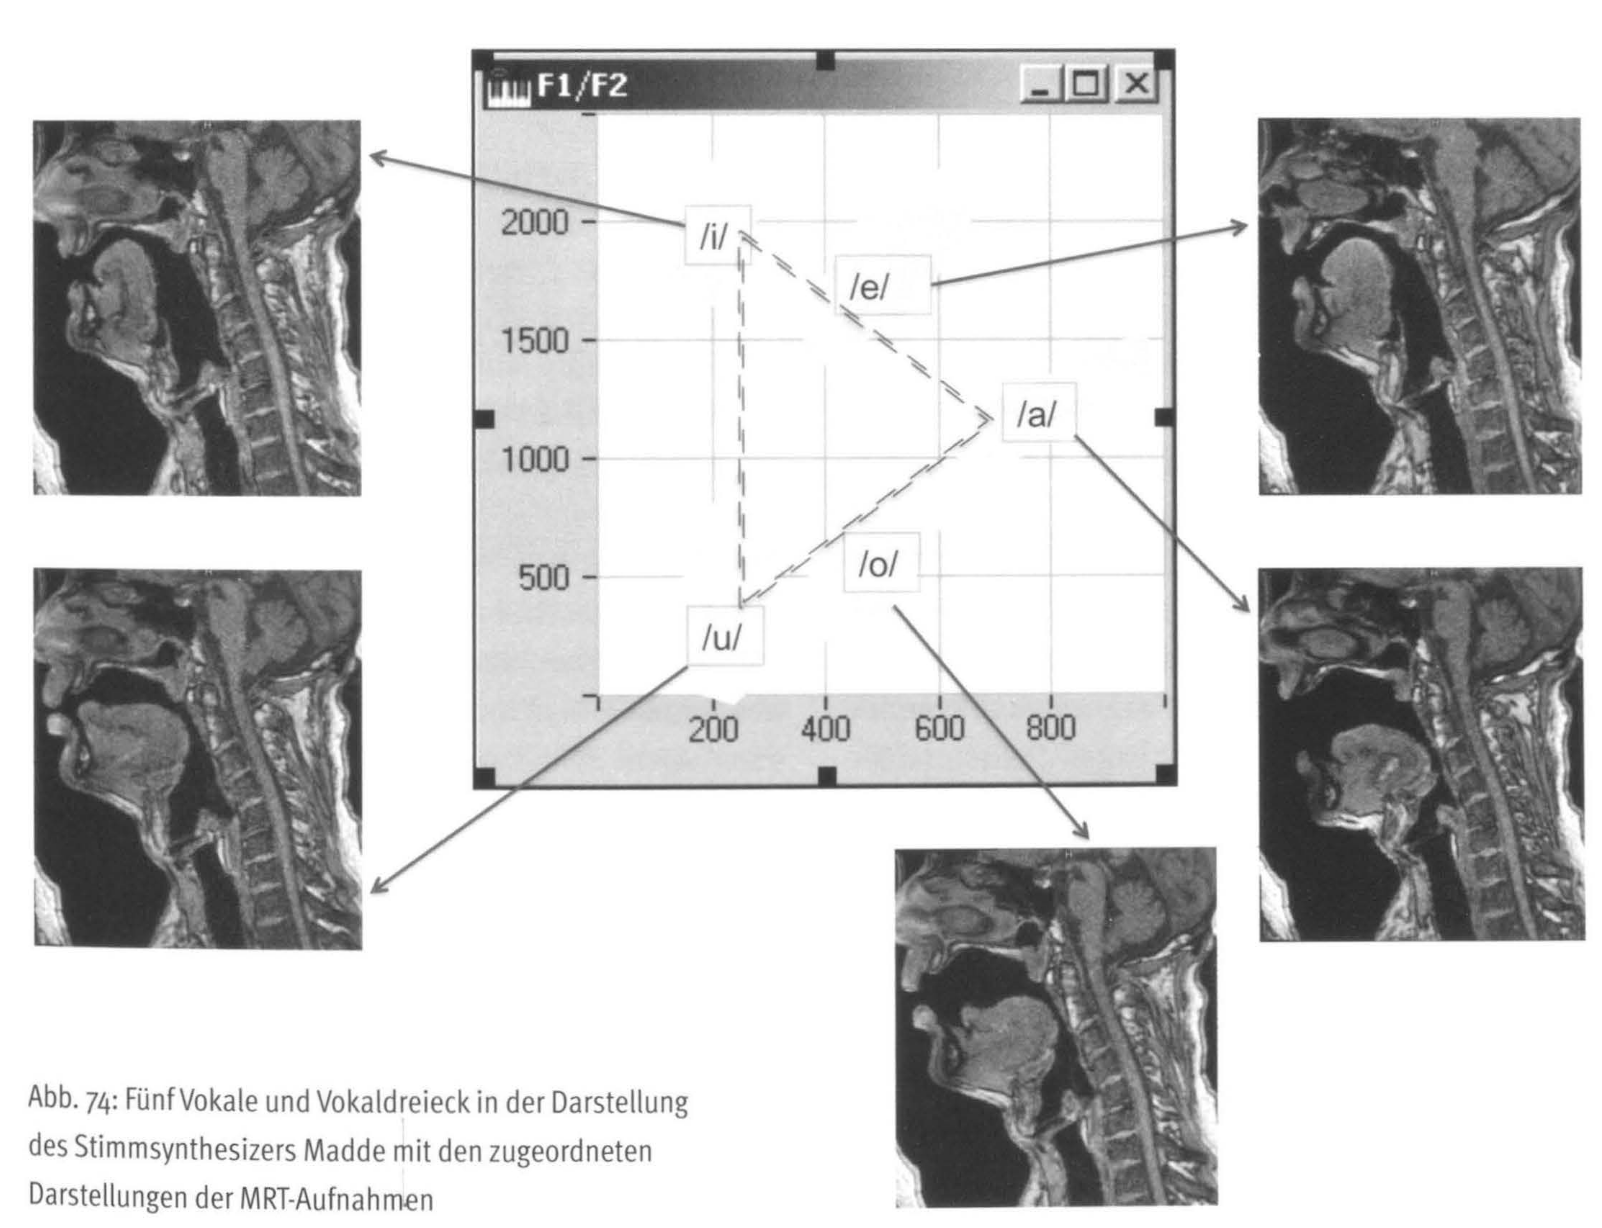 F1/F2
2000
/i/
/e/
1500
/a/
1000
/o/
500
/u/
200 400 600 800
Abb. 74: Fünf Vokale und Vokaldreieck in der Darstellung
des Stimmsynthesizers Madde mit den zugeordneten
Darstellungen der MRT-Aufnahmen